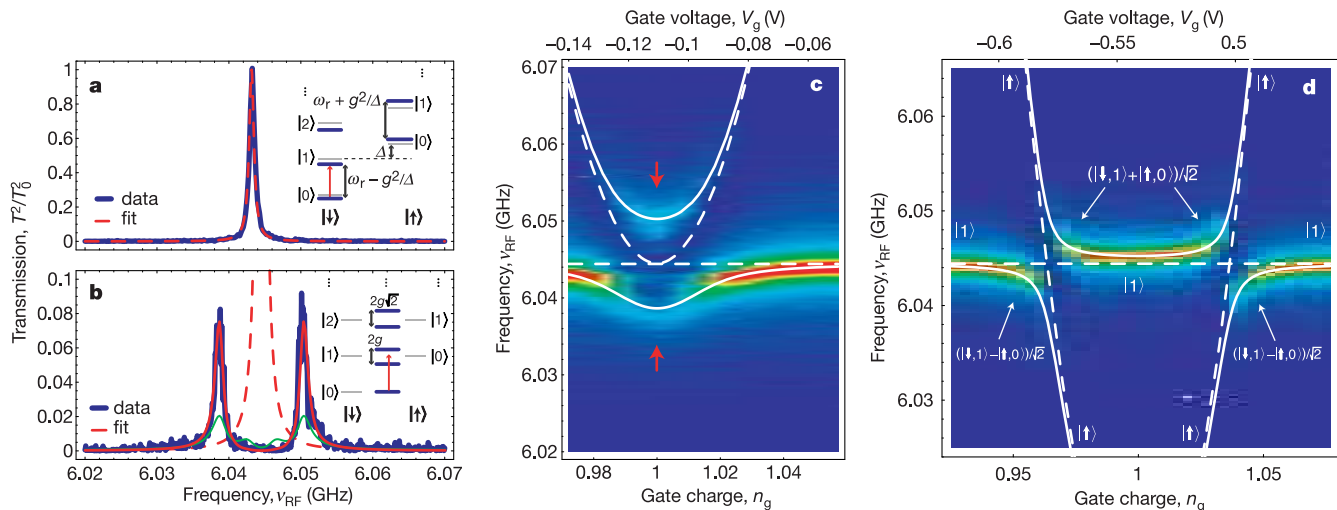 a
Transmission, T²/T₀²
1
0.8
0.6
0.4
0.2
0
data
fit
ω_r + g²/Δ
|2⟩
|1⟩
|0⟩
|↓⟩
|1⟩
|0⟩
Δ
ω_r − g²/Δ
|↑⟩
b
0.1
0.08
0.06
0.04
0.02
0
data
fit
2g√2
2g
|2⟩
|1⟩
|0⟩
|↓⟩
|1⟩
|0⟩
|↑⟩
6.02 6.03 6.04 6.05 6.06 6.07
Frequency, ν_RF (GHz)
Gate voltage, V_g (V)
−0.14 −0.12 −0.1 −0.08 −0.06
c
Frequency, ν_RF (GHz)
6.07
6.06
6.05
6.04
6.03
6.02
0.98 1 1.02 1.04
Gate charge, n_g
Gate voltage, V_g (V)
−0.6 −0.55 0.5
d
Frequency, ν_RF (GHz)
6.06
6.05
6.04
6.03
|↑⟩
|↑⟩
(|↓,1⟩+|↑,0⟩)/√2
|1⟩
|1⟩
|1⟩
(|↓,1⟩−|↑,0⟩)/√2
(|↓,1⟩−|↑,0⟩)/√2
|↑⟩
|↑⟩
0.95 1 1.05
Gate charge, n_g